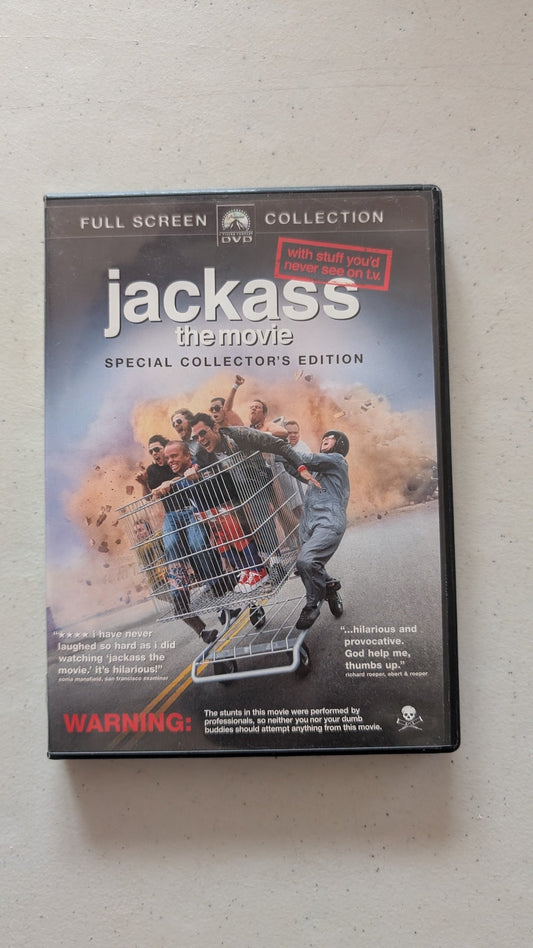 FULL SCREEN COLLECTION
DVD
with stuff you'd
never see on t.v.
jackass
the movie
SPECIAL COLLECTOR'S EDITION
"★★★★ i have never
laughed so hard as i did
watching 'jackass the
movie.' it's hilarious!"
sonia mansfield, san francisco examiner
"...hilarious and
provocative.
God help me,
thumbs up."
richard roeper, ebert & roeper
WARNING:
The stunts in this movie were performed by
professionals, so neither you nor your dumb
buddies should attempt anything from this movie.